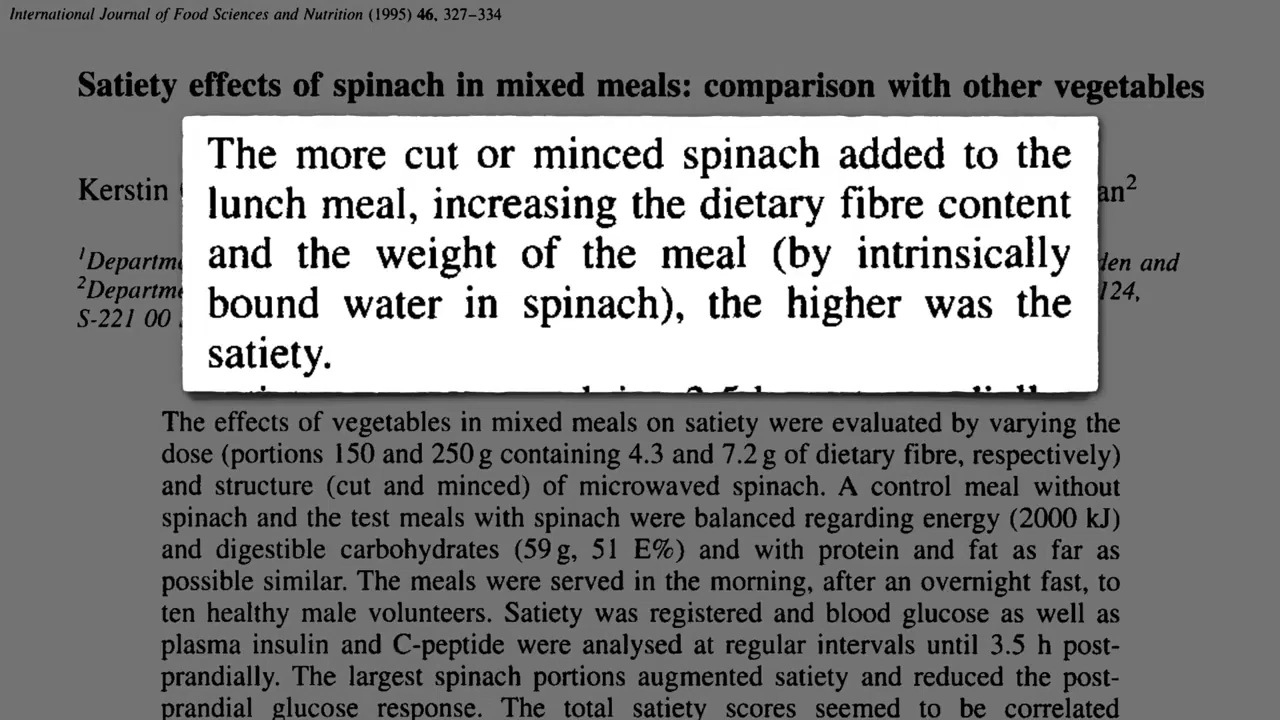 International Journal of Food Sciences and Nutrition (1995) 46, 327–334
Satiety effects of spinach in mixed meals: comparison with other vegetables
The more cut or minced spinach added to the
lunch meal, increasing the dietary fibre content
and the weight of the meal (by intrinsically
bound water in spinach), the higher was the
satiety.
Kerstin
S-221 00
The effects of vegetables in mixed meals on satiety were evaluated by varying the
dose (portions 150 and 250 g containing 4.3 and 7.2 g of dietary fibre, respectively)
and structure (cut and minced) of microwaved spinach. A control meal without
spinach and the test meals with spinach were balanced regarding energy (2000 kJ)
and digestible carbohydrates (59 g, 51 E%) and with protein and fat as far as
possible similar. The meals were served in the morning, after an overnight fast, to
ten healthy male volunteers. Satiety was registered and blood glucose as well as
plasma insulin and C-peptide were analysed at regular intervals until 3.5 h post-
prandially. The largest spinach portions augmented satiety and reduced the post-
prandial glucose response. The total satiety scores seemed to be correlated